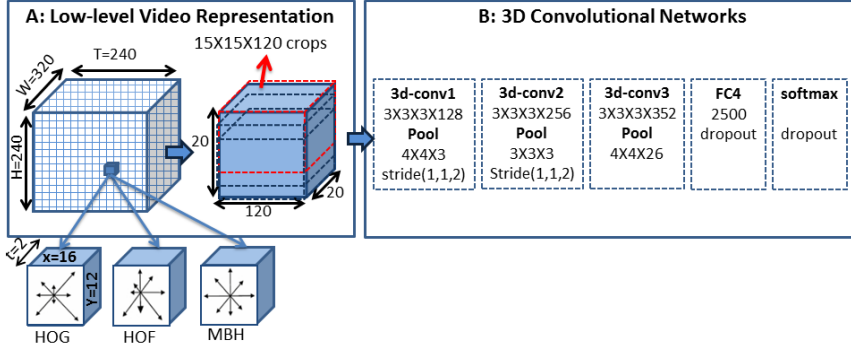 A: Low-level Video Representation
T=240
W=320
H=240
15X15X120 crops
20
20
120
t=2
x=16
Y=12
HOG
HOF
MBH
B: 3D Convolutional Networks
3d-conv1
3X3X3X128
Pool
4X4X3
stride(1,1,2)
3d-conv2
3X3X3X256
Pool
3X3X3
Stride(1,1,2)
3d-conv3
3X3X3X352
Pool
4X4X26
FC4
2500
dropout
softmax
dropout